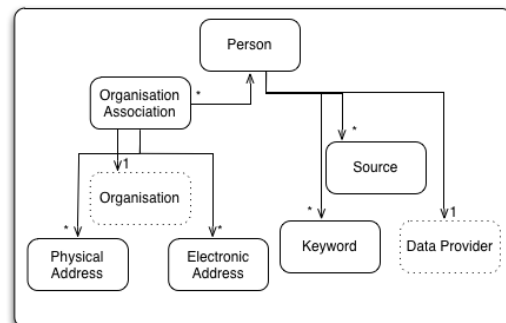 Person
Organisation
Association
*
1
*
Organisation
Source
*
*
*
1
Physical
Address
Electronic
Address
Keyword
Data Provider